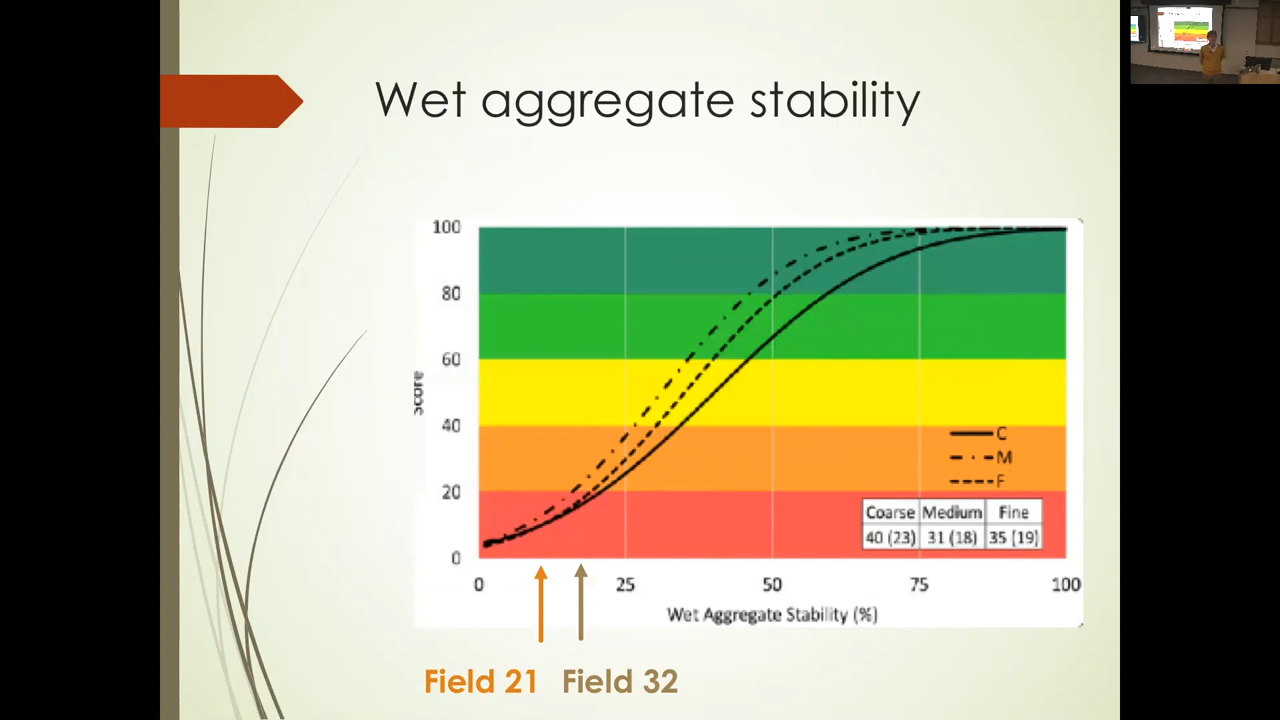 Wet aggregate stability
100
80
60
40
20
0
Score
C
M
F
Coarse Medium Fine
40 (23) 31 (18) 35 (19)
0 25 50 75 100
Wet Aggregate Stability (%)
Field 21 Field 32